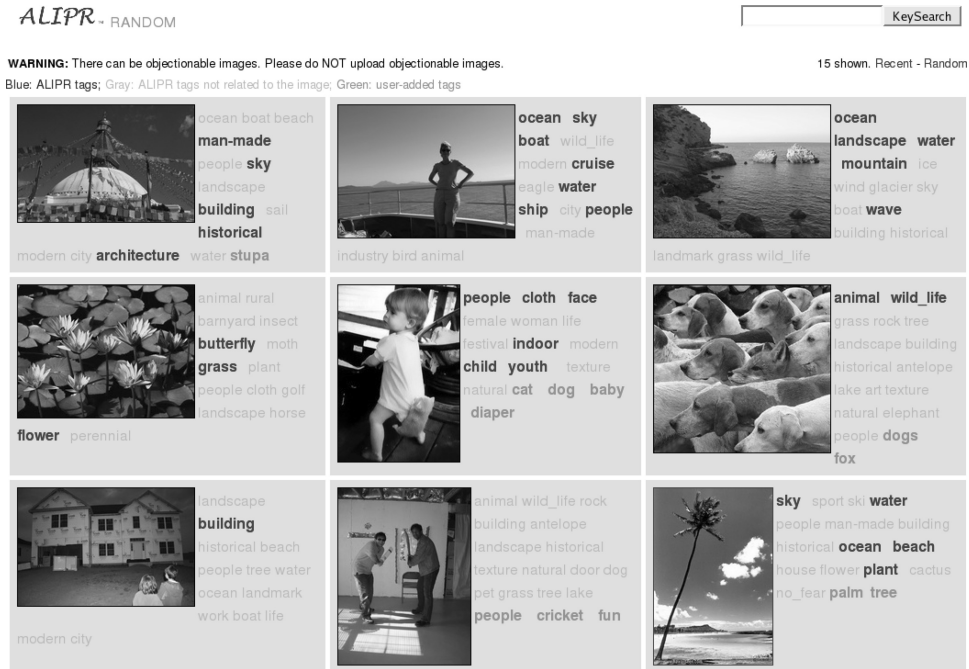 ALIPR™ RANDOM KeySearch
WARNING: There can be objectionable images. Please do NOT upload objectionable images. 15 shown. Recent - Random
Blue: ALIPR tags; Gray: ALIPR tags not related to the image; Green: user-added tags
ocean boat beach
man-made
people sky
landscape
building sail
historical
modern city architecture water stupa
ocean sky
boat wild_life
modern cruise
eagle water
ship city people
man-made
industry bird animal
ocean
landscape water
mountain ice
wind glacier sky
boat wave
building historical
landmark grass wild_life
animal rural
barnyard insect
butterfly moth
grass plant
people cloth golf
landscape horse
flower perennial
people cloth face
female woman life
festival indoor modern
child youth texture
natural cat dog baby
diaper
animal wild_life
grass rock tree
landscape building
historical antelope
lake art texture
natural elephant
people dogs
fox
landscape
building
historical beach
people tree water
ocean landmark
work boat life
modern city
animal wild_life rock
building antelope
landscape historical
texture natural door dog
pet grass tree lake
people cricket fun
sky sport ski water
people man-made building
historical ocean beach
house flower plant cactus
no_fear palm tree